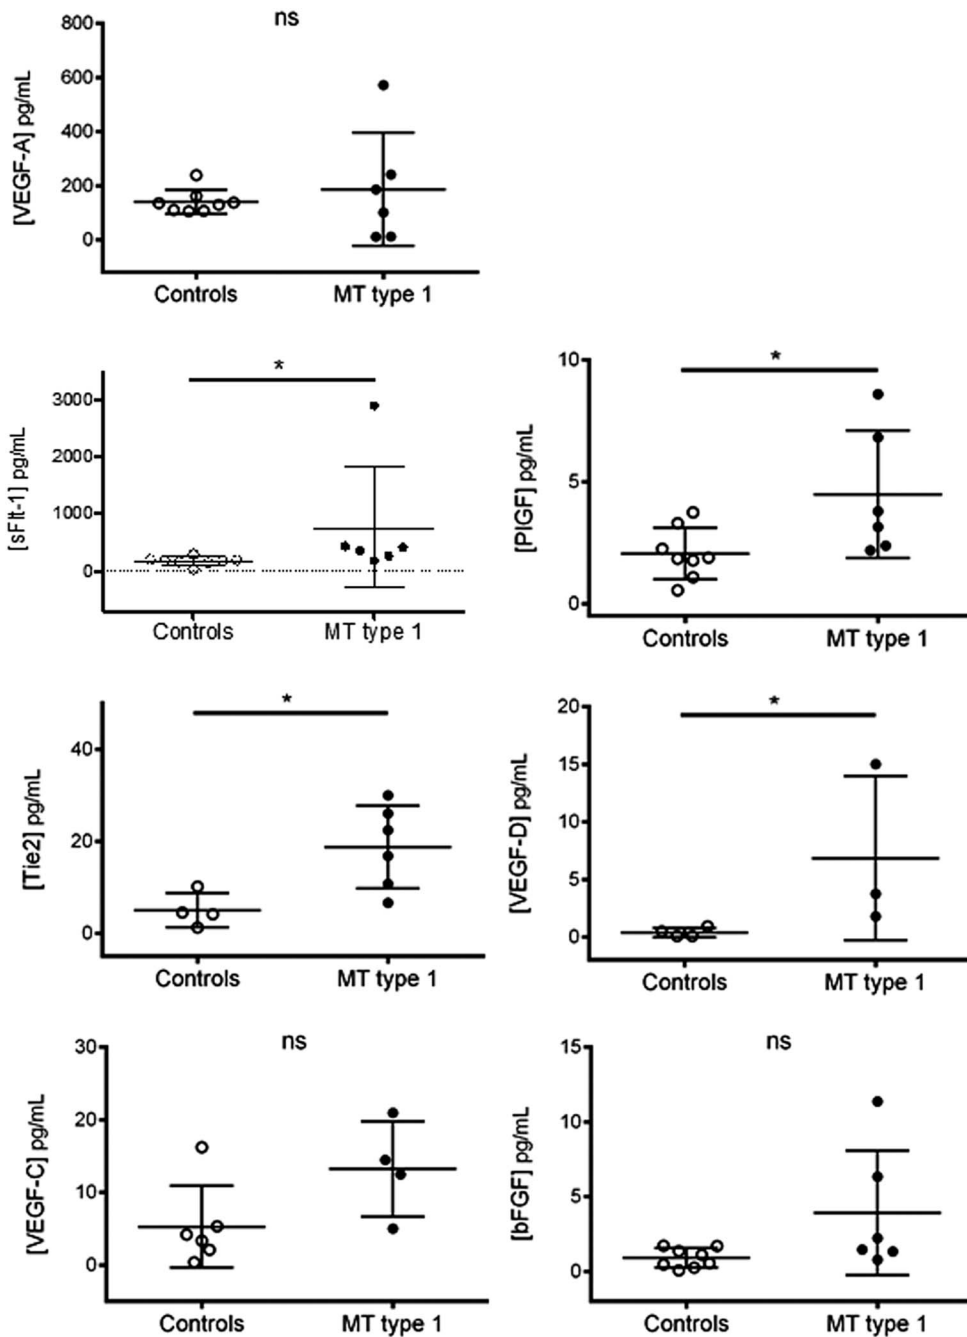 ns
[VEGF-A] pg/mL
800
600
400
200
0
Controls MT type 1
*
[sFlt-1] pg/mL
3000
2000
1000
0
Controls MT type 1
*
[PlGF] pg/mL
10
5
0
Controls MT type 1
*
[Tie2] pg/mL
40
20
0
Controls MT type 1
*
[VEGF-D] pg/mL
20
15
10
5
0
Controls MT type 1
ns
[VEGF-C] pg/mL
30
20
10
0
Controls MT type 1
ns
[bFGF] pg/mL
15
10
5
0
Controls MT type 1